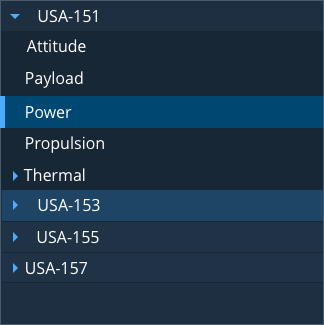 USA-151
Attitude
Payload
Power
Propulsion
Thermal
USA-153
USA-155
USA-157